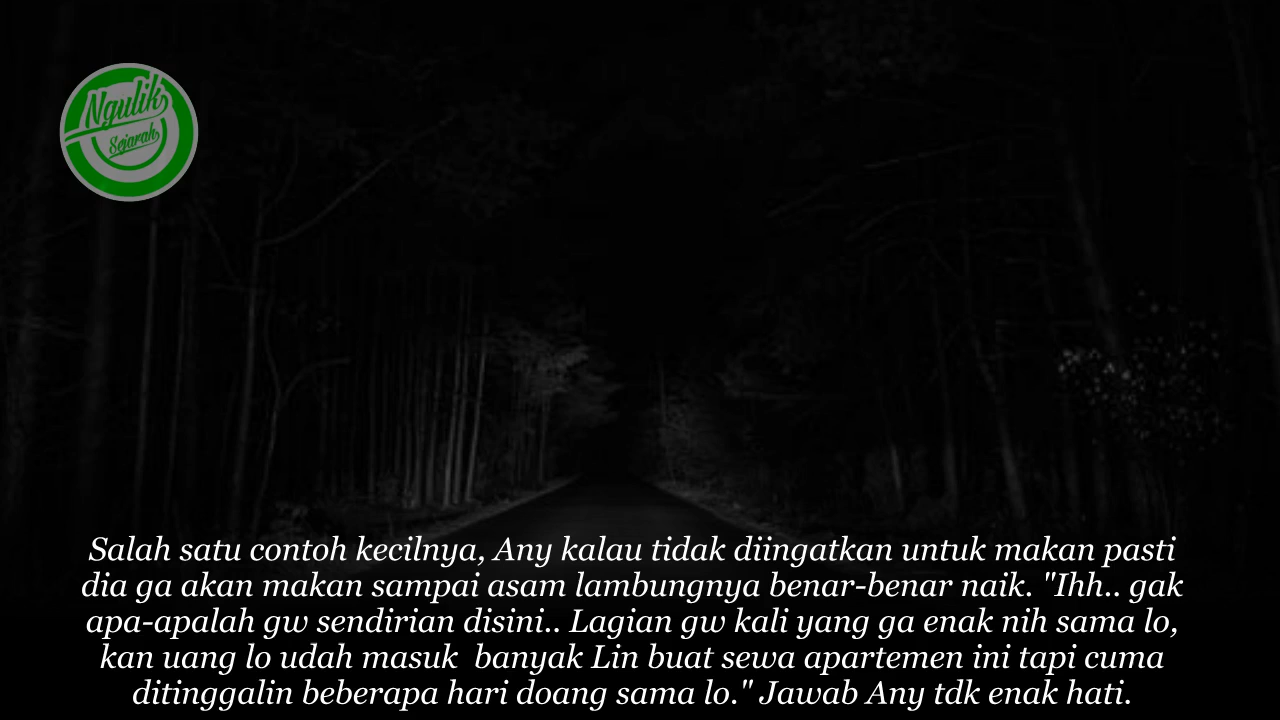 Ngulik
Sejarah
Salah satu contoh kecilnya, Any kalau tidak diingatkan untuk makan pasti
dia ga akan makan sampai asam lambungnya benar-benar naik. "Ihh.. gak
apa-apalah gw sendirian disini.. Lagian gw kali yang ga enak nih sama lo,
kan uang lo udah masuk  banyak Lin buat sewa apartemen ini tapi cuma
ditinggalin beberapa hari doang sama lo." Jawab Any tdk enak hati.